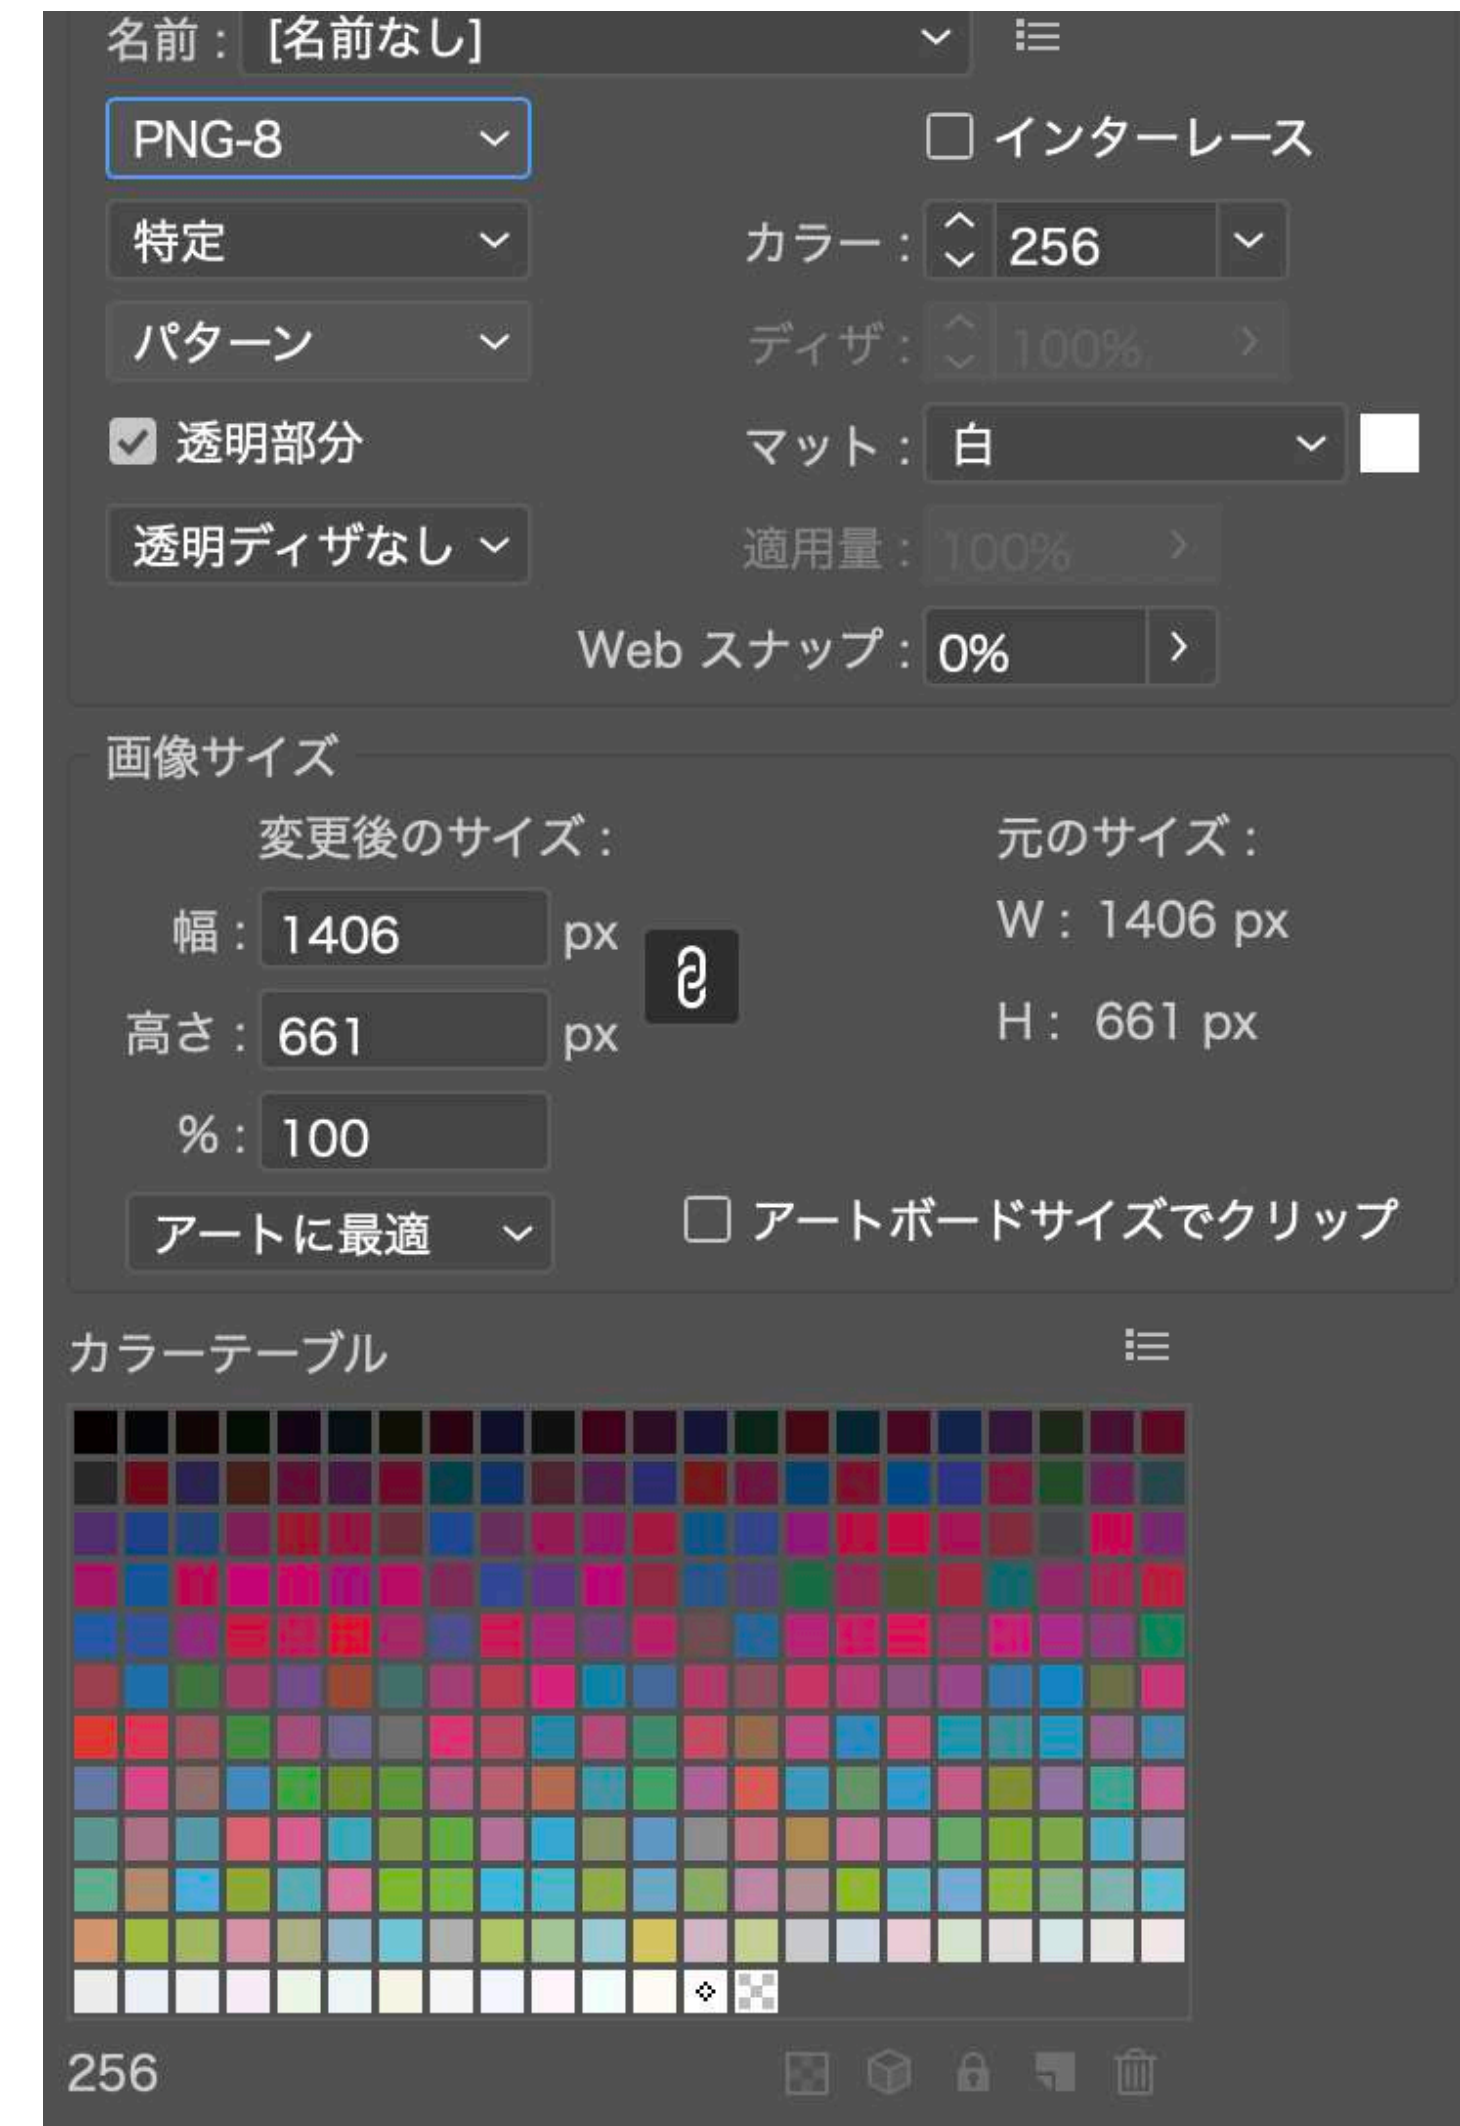 名前： [名前なし]
PNG-8 インターレース
特定 カラー： 256
パターン ディザ： 100%
透明部分 マット： 白
透明ディザなし 適用量： 100%
Web スナップ： 0%
画像サイズ
変更後のサイズ： 元のサイズ：
幅： 1406 px W： 1406 px
高さ： 661 px H： 661 px
%： 100
アートに最適 アートボードサイズでクリップ
カラーテーブル
256